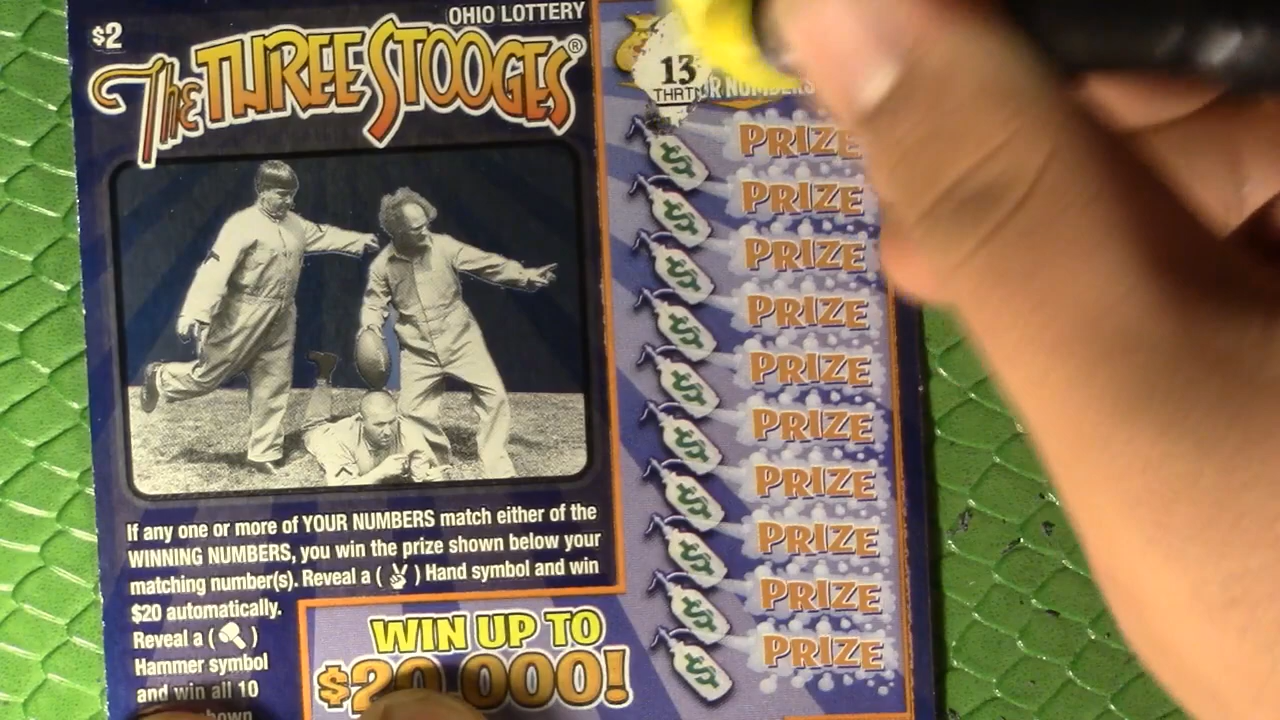 $2
OHIO LOTTERY
The THREE STOOGES®
13
THRTN
R NUMBERS
PRIZE
PRIZE
PRIZE
PRIZE
PRIZE
PRIZE
PRIZE
PRIZE
PRIZE
PRIZE
If any one or more of YOUR NUMBERS match either of the
WINNING NUMBERS, you win the prize shown below your
matching number(s). Reveal a ( ) Hand symbol and win
$20 automatically.
Reveal a ( )
Hammer symbol
and win all 10
WIN UP TO
$20,000!